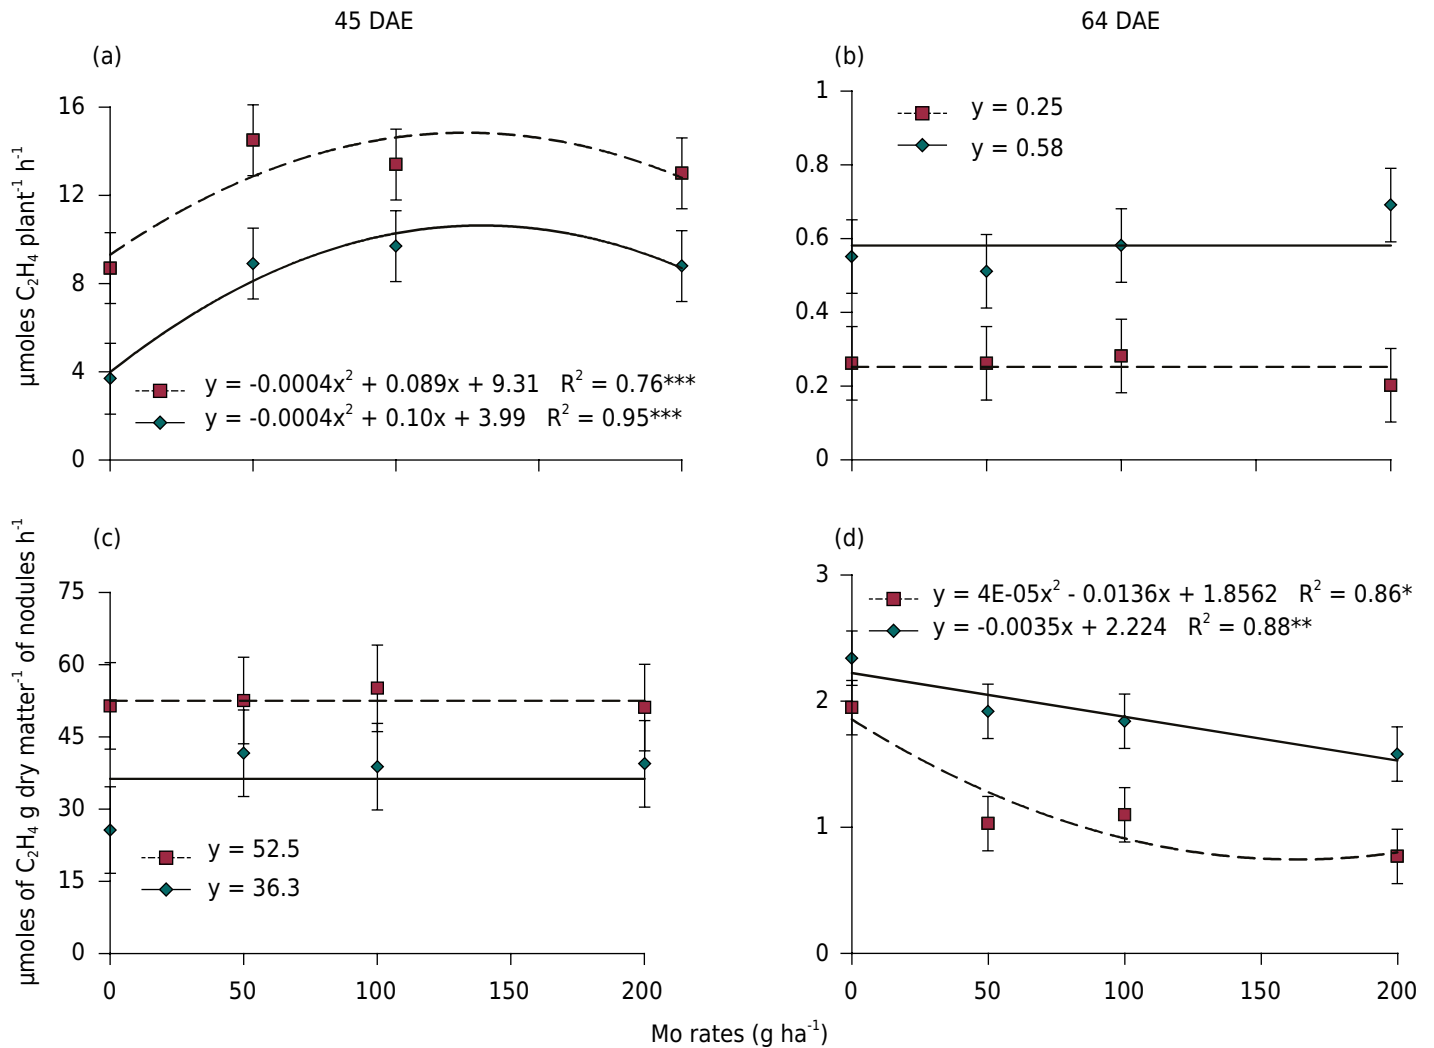 45 DAE
64 DAE
(a)
(b)
µmoles C₂H₄ plant⁻¹ h⁻¹
16
12
8
4
0
y = -0.0004x² + 0.089x + 9.31 R² = 0.76***
y = -0.0004x² + 0.10x + 3.99 R² = 0.95***
1
0.8
0.6
0.4
0.2
0
y = 0.25
y = 0.58
(c)
(d)
µmoles of C₂H₄ g dry matter⁻¹ of nodules h⁻¹
75
60
45
30
15
0
y = 52.5
y = 36.3
0 50 100 150 200
3
2
1
0
y = 4E-05x² - 0.0136x + 1.8562 R² = 0.86*
y = -0.0035x + 2.224 R² = 0.88**
0 50 100 150 200
Mo rates (g ha⁻¹)